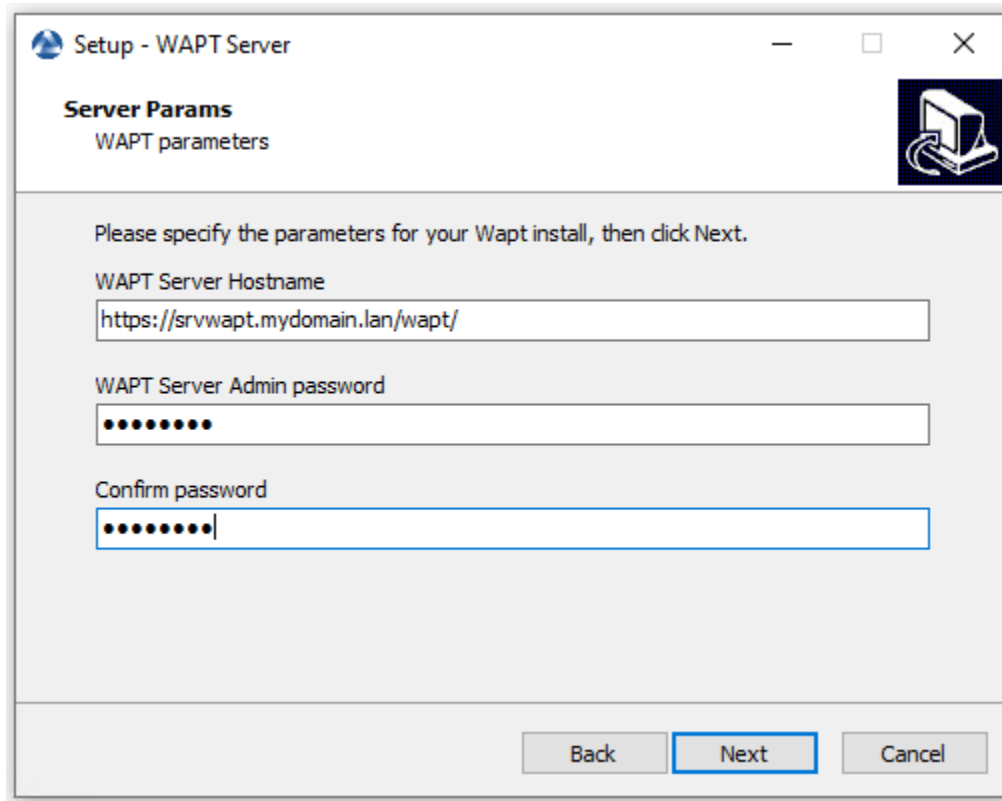 Setup - WAPT Server
Server Params
WAPT parameters
Please specify the parameters for your Wapt install, then click Next.
WAPT Server Hostname
https://srvwapt.mydomain.lan/wapt/
WAPT Server Admin password
••••••••
Confirm password
••••••••
Back Next Cancel